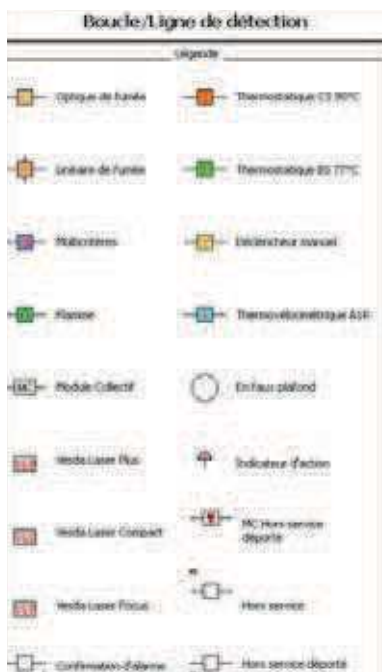 Boucle/Ligne de détection
Légende
Optique de fumée
Thermostatique CS 90°C
Linéaire de fumée
Thermostatique BS 77°C
Multicritères
Déclencheur manuel
Flamme
Thermovélocimétrique A1R
Module Collectif
En faux plafond
Vesda Laser Plus
Indicateur d'action
Vesda Laser Compact
MC Hors service
déporté
Vesda Laser Focus
Hors service
Confirmation d'alarme
Hors service déporté